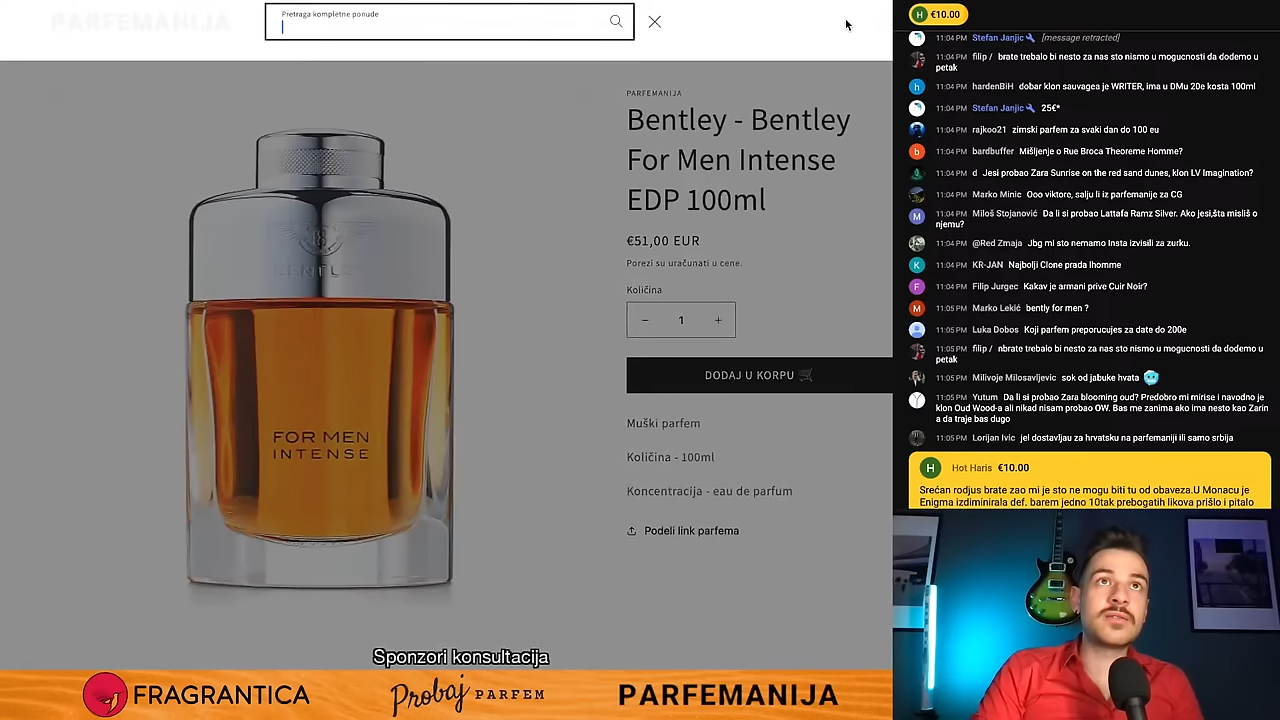 PARFEMANIJA
Pretraga kompletne ponude
PARFEMANIJA
Bentley - Bentley
For Men Intense
EDP 100ml
€51,00 EUR
Porezi su uračunati u cene.
Količina
− 1 +
DODAJ U KORPU 🛒
Muški parfem
Količina - 100ml
Koncentracija - eau de parfum
Podeli link parfema
BENTLEY
FOR MEN
INTENSE
Sponzori konsultacija
FRAGRANTICA
Probaj PARFEM
PARFEMANIJA
H €10.00
11:04 PM Stefan Janjic [message retracted]
11:04 PM filip / brate trebalo bi nesto za nas sto nismo u mogucnosti da dodemo u
petak
h 11:04 PM hardenBiH dobar klon sauvagea je WRITER, ima u DMu 20e kosta 100ml
11:04 PM Stefan Janjic 25€*
11:04 PM rajkoo21 zimski parfem za svaki dan do 100 eu
b 11:04 PM bardbuffer Mišljenje o Rue Broca Theoreme Homme?
11:04 PM d Jesi probao Zara Sunrise on the red sand dunes, klon LV Imagination?
11:04 PM Marko Minic Ooo viktore, salju li iz parfemanije za CG
M 11:04 PM Miloš Stojanović Da li si probao Lattafa Ramz Silver. Ako jesi,šta misliš o
njemu?
11:04 PM @Red Zmaja Jbg mi sto nemamo Insta izvisili za zurku.
K 11:04 PM KR-JAN Najbolji Clone prada lhomme
F 11:04 PM Filip Jurgec Kakav je armani prive Cuir Noir?
M 11:05 PM Marko Lekić bently for men ?
11:05 PM Luka Dobos Koji parfem preporucujes za date do 200e
11:05 PM filip / nbrate trebalo bi nesto za nas sto nismo u mogucnosti da dodemo u
petak
11:05 PM Milivoje Milosavljevic sok od jabuke hvata 🥶
Y 11:05 PM Yutum Da li si probao Zara blooming oud? Predobro mi mirise i navodno je
klon Oud Wood-a ali nikad nisam probao OW. Bas me zanima ako ima nesto kao Zarin
a da traje bas dugo
11:05 PM Lorijan Ivic jel dostavljau za hrvatsku na parfemaniji ili samo srbija
H Hot Haris €10.00
Srećan rodjus brate zao mi je sto ne mogu biti tu od obaveza.U Monacu je
Enigma izdiminirala def. barem jedno 10tak prebogatih likova prišlo i pitalo